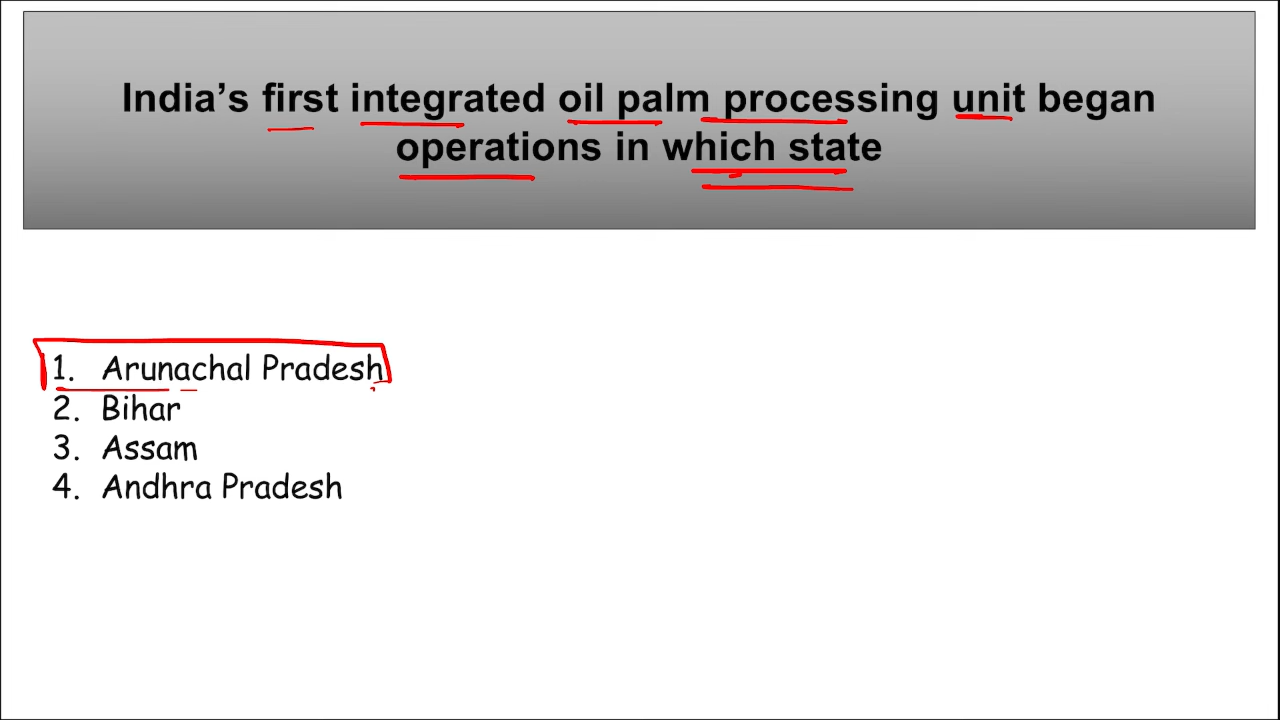 India’s first integrated oil palm processing unit began
operations in which state
1. Arunachal Pradesh
2. Bihar
3. Assam
4. Andhra Pradesh